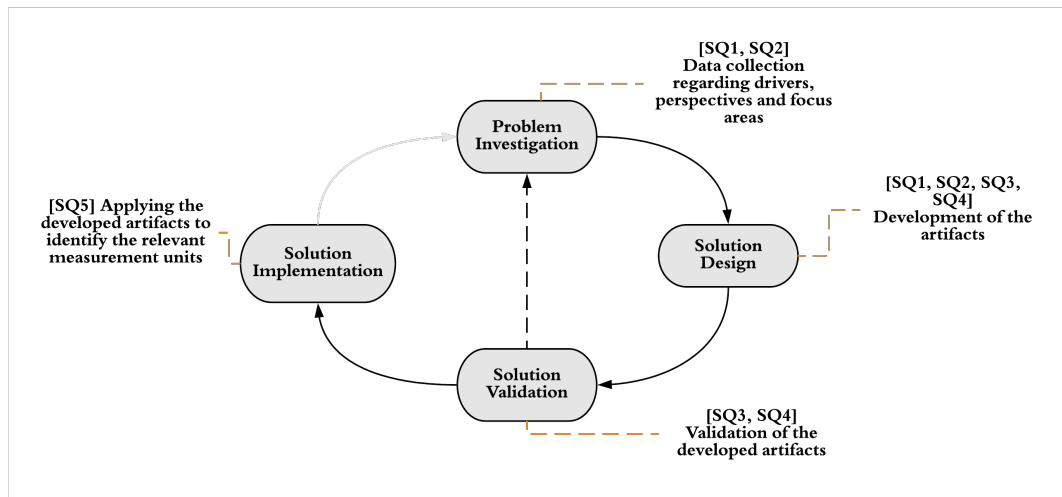 [SQ1, SQ2]
Data collection
regarding drivers,
perspectives and focus
areas
Problem
Investigation
[SQ1, SQ2, SQ3,
SQ4]
Development of the
artifacts
[SQ5] Applying the
developed artifacts to
identify the relevant
measurement units
Solution
Implementation
Solution
Design
Solution
Validation
[SQ3, SQ4]
Validation of the
developed artifacts